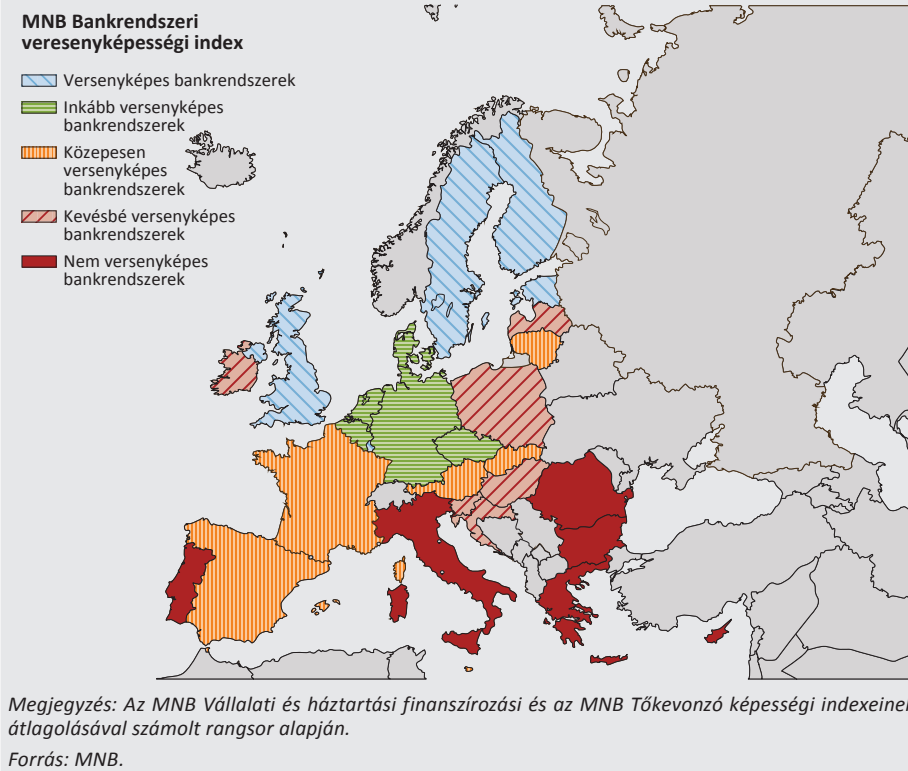 MNB Bankrendszeri
veresenyképességi index
Versenyképes bankrendszerek
Inkább versenyképes
bankrendszerek
Közepesen
versenyképes
bankrendszerek
Kevésbé versenyképes
bankrendszerek
Nem versenyképes
bankrendszerek
Megjegyzés: Az MNB Vállalati és háztartási finanszírozási és az MNB Tőkevonzó képességi indexeinek
átlagolásával számolt rangsor alapján.
Forrás: MNB.